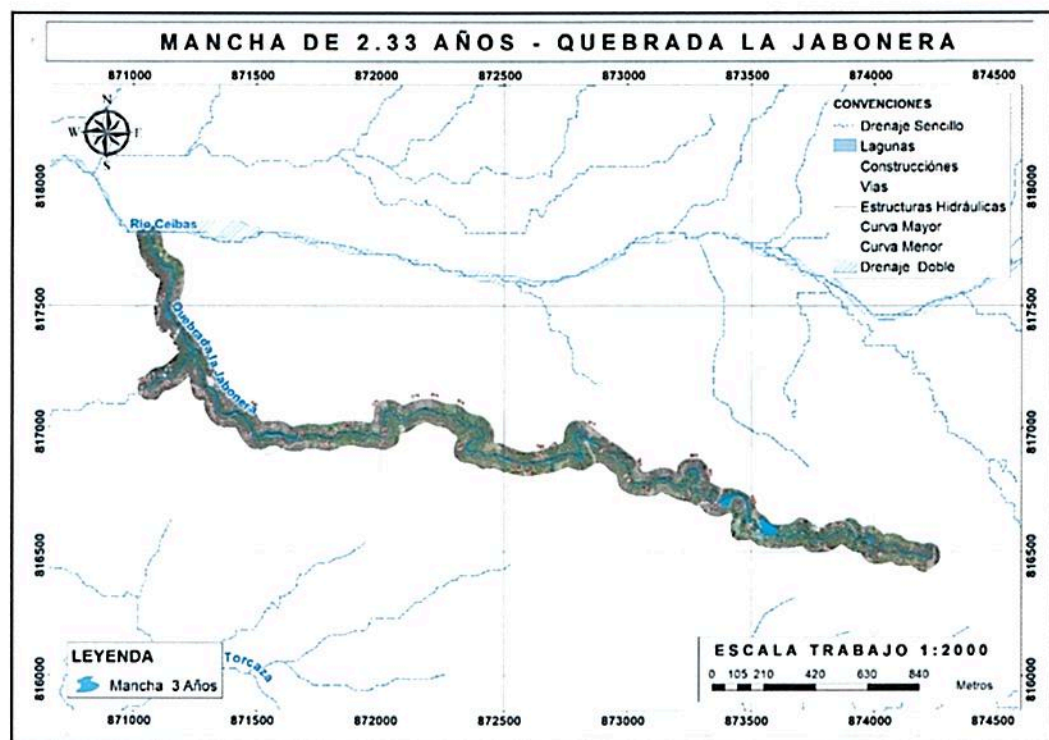 MANCHA DE 2.33 AÑOS - QUEBRADA LA JABONERA
871000 871500 872000 872500 873000 873500 874000 874500
N
W E
S
CONVENCIONES
Drenaje Sencillo
Lagunas
Construcciónes
Vias
Estructuras Hidráulicas
Curva Mayor
Curva Menor
Drenaje Doble
818000 818000
Rio Ceibas
817500 817500
Quebrada la Jabonera
817000 817000
816500 816500
816000 816000
LEYENDA
Mancha 3 Años
Torcaza
ESCALA TRABAJO 1:2000
0 105 210 420 630 840
Metros
871000 871500 872000 872500 873000 873500 874000 874500